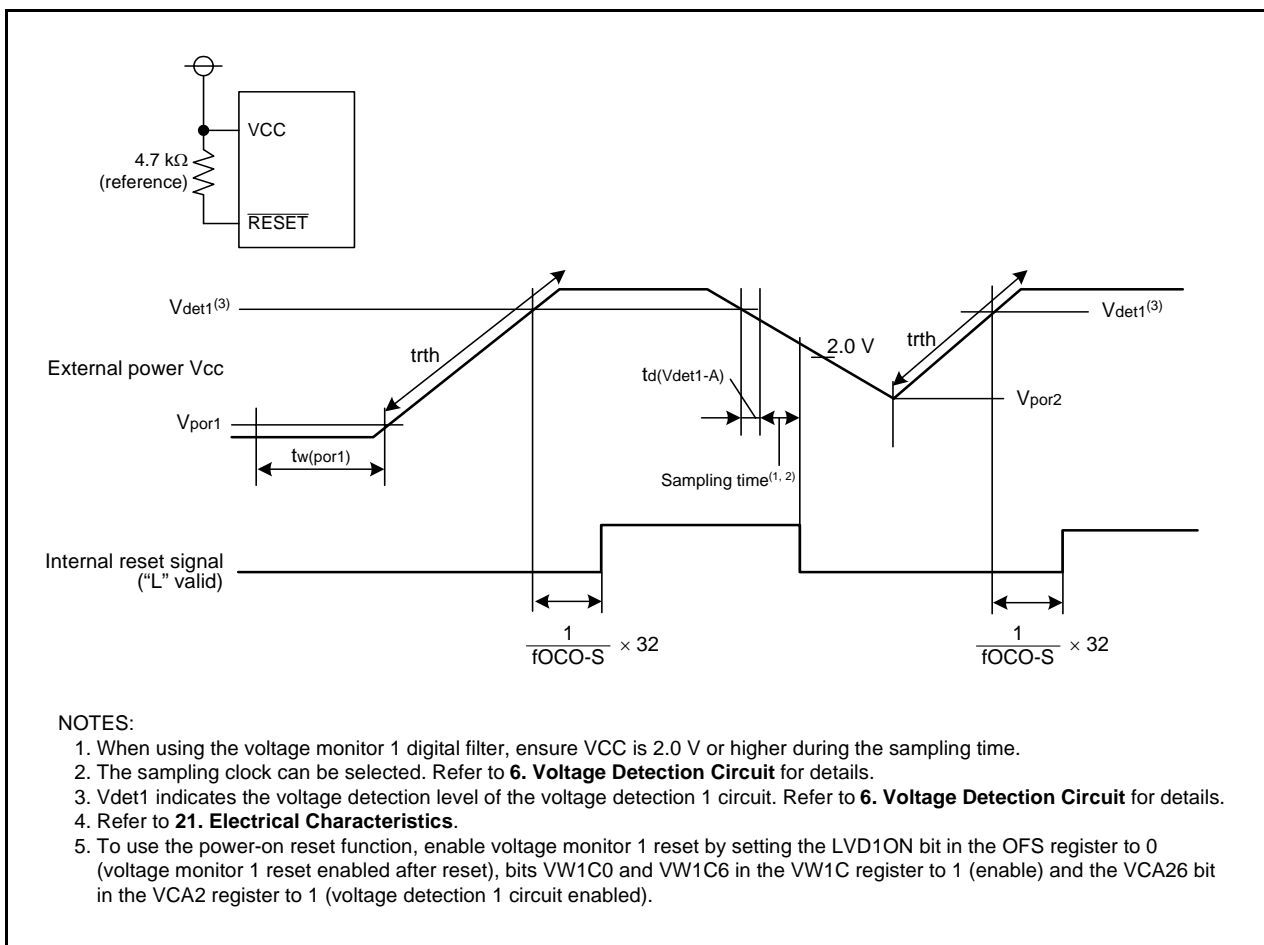 VCC
4.7 kΩ
(reference)
RESET
Vdet1(3)
Vdet1(3)
trth
trth
2.0 V
External power Vcc
td(Vdet1-A)
Vpor1
Vpor2
tw(por1)
Sampling time(1, 2)
Internal reset signal
("L" valid)
1
fOCO-S × 32
1
fOCO-S × 32
NOTES:
1. When using the voltage monitor 1 digital filter, ensure VCC is 2.0 V or higher during the sampling time.
2. The sampling clock can be selected. Refer to 6. Voltage Detection Circuit for details.
3. Vdet1 indicates the voltage detection level of the voltage detection 1 circuit. Refer to 6. Voltage Detection Circuit for details.
4. Refer to 21. Electrical Characteristics.
5. To use the power-on reset function, enable voltage monitor 1 reset by setting the LVD1ON bit in the OFS register to 0
(voltage monitor 1 reset enabled after reset), bits VW1C0 and VW1C6 in the VW1C register to 1 (enable) and the VCA26 bit
in the VCA2 register to 1 (voltage detection 1 circuit enabled).